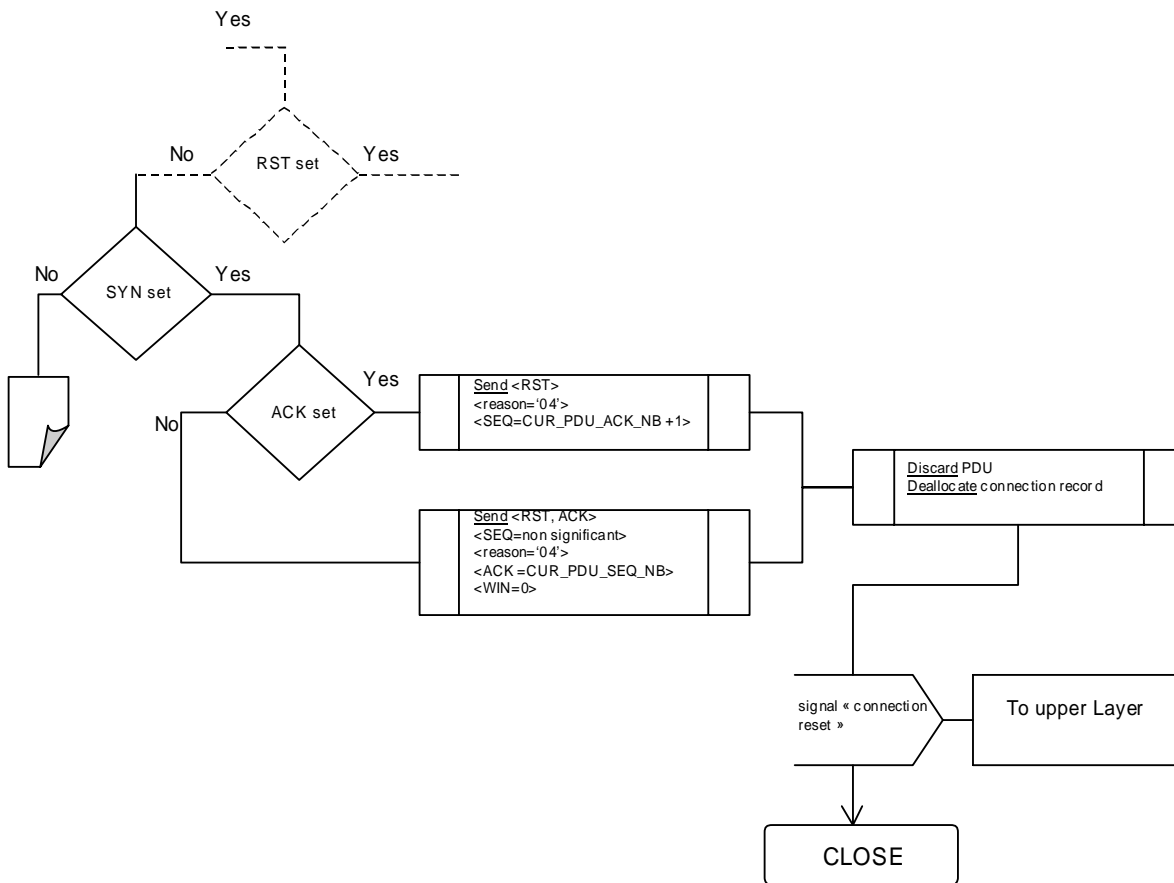 Yes
No
RST set
Yes
No
SYN set
Yes
No
ACK set
Yes
Send <RST>
<reason='04'>
<SEQ=CUR_PDU_ACK_NB +1>
Send <RST, ACK>
<SEQ=non significant>
<reason='04'>
<ACK =CUR_PDU_SEQ_NB>
<WIN=0>
Discard PDU
Deallocate connection record
signal « connection
reset »
To upper Layer
CLOSE